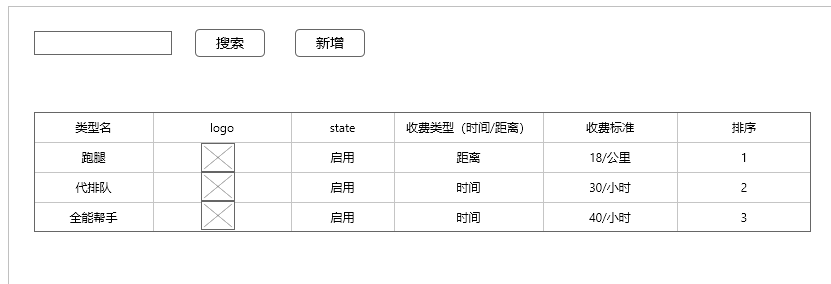 搜索 新增
类型名 logo state 收费类型（时间/距离） 收费标准 排序
跑腿 启用 距离 18/公里 1
代排队 启用 时间 30/小时 2
全能帮手 启用 时间 40/小时 3